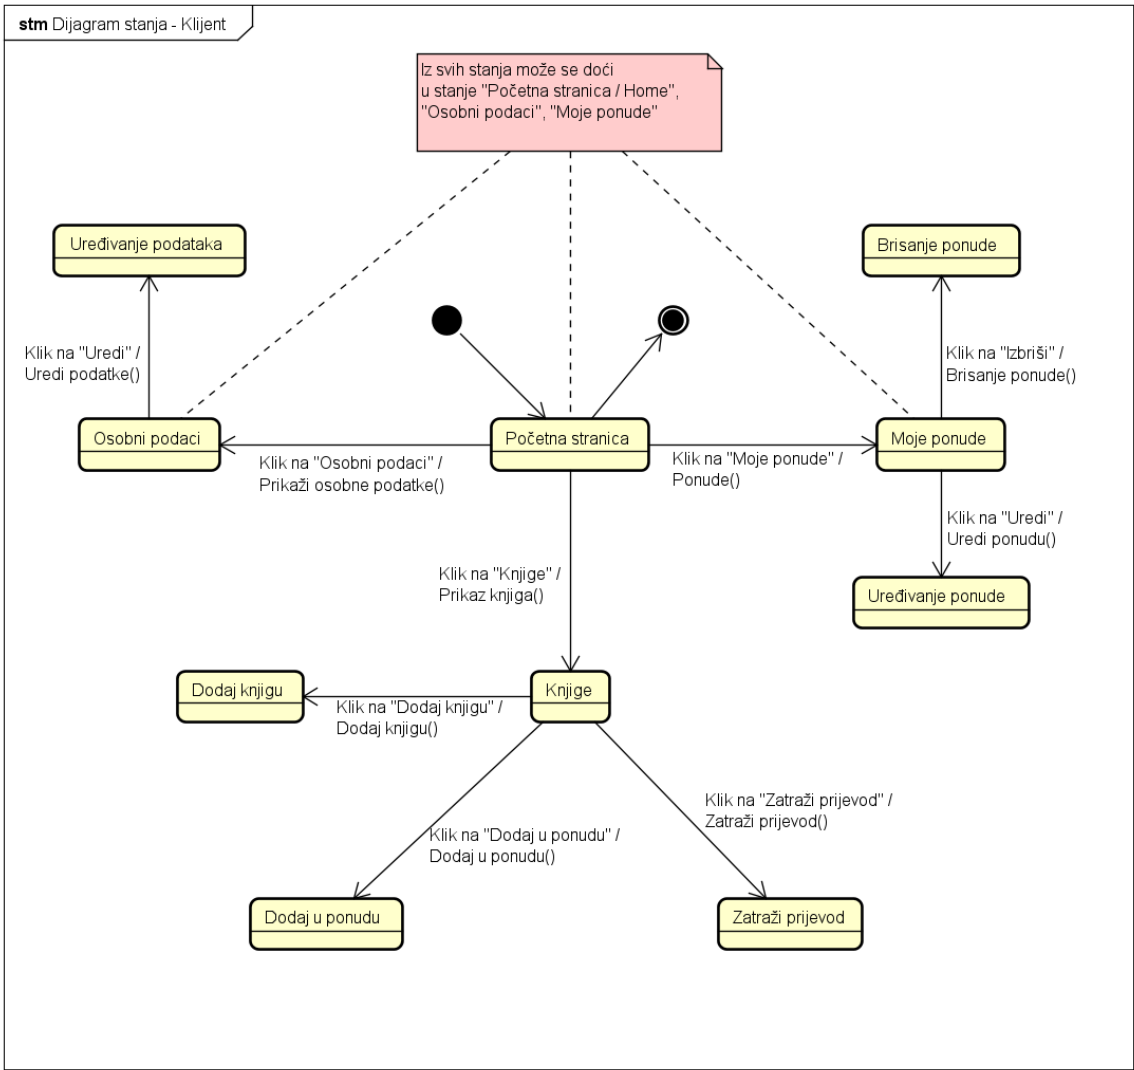 stm Dijagram stanja - Klijent
Iz svih stanja može se doći
u stanje "Početna stranica / Home",
"Osobni podaci", "Moje ponude"
Uređivanje podataka
Brisanje ponude
Klik na "Uredi" /
Uredi podatke()
Klik na "Izbriši" /
Brisanje ponude()
Osobni podaci
Početna stranica
Moje ponude
Klik na "Osobni podaci" /
Prikaži osobne podatke()
Klik na "Moje ponude" /
Ponude()
Klik na "Uredi" /
Uredi ponudu()
Klik na "Knjige" /
Prikaz knjiga()
Uređivanje ponude
Dodaj knjigu
Knjige
Klik na "Dodaj knjigu" /
Dodaj knjigu()
Klik na "Zatraži prijevod" /
Zatraži prijevod()
Klik na "Dodaj u ponudu" /
Dodaj u ponudu()
Dodaj u ponudu
Zatraži prijevod